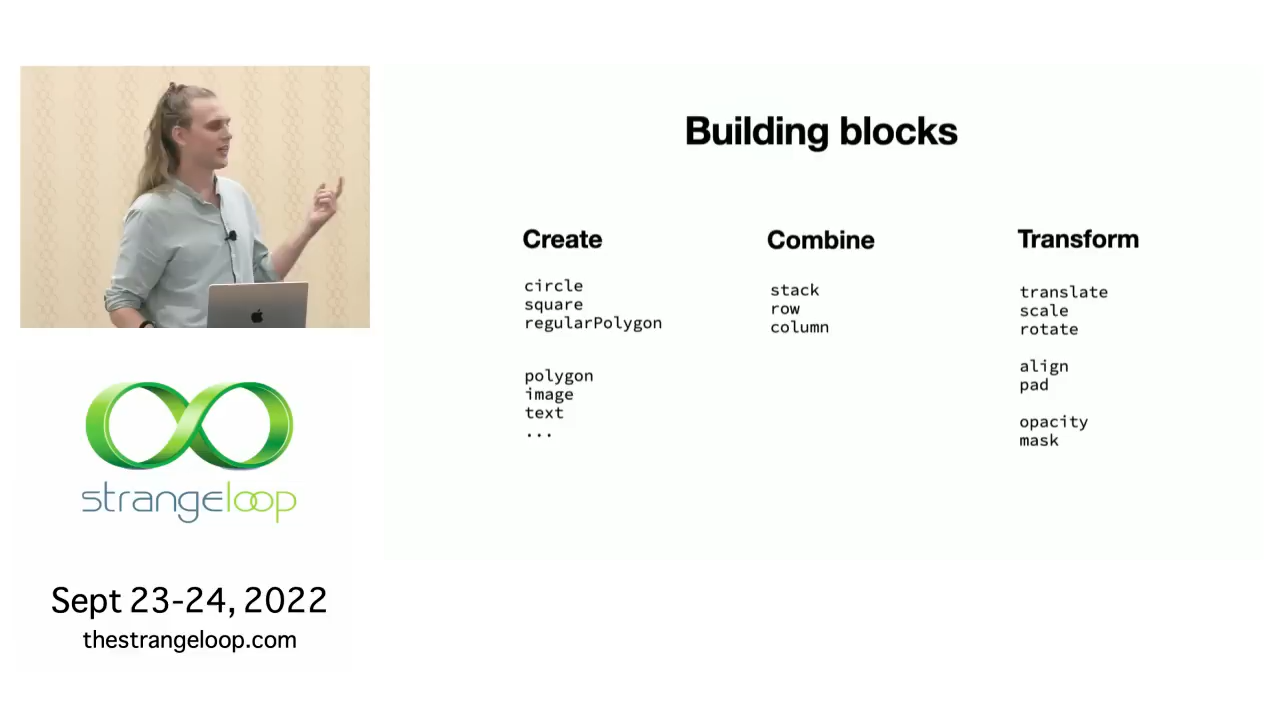 Building blocks
Create
circle
square
regularPolygon
polygon
image
text
...
Combine
stack
row
column
Transform
translate
scale
rotate
align
pad
opacity
mask
strangeloop
Sept 23-24, 2022
thestrangeloop.com